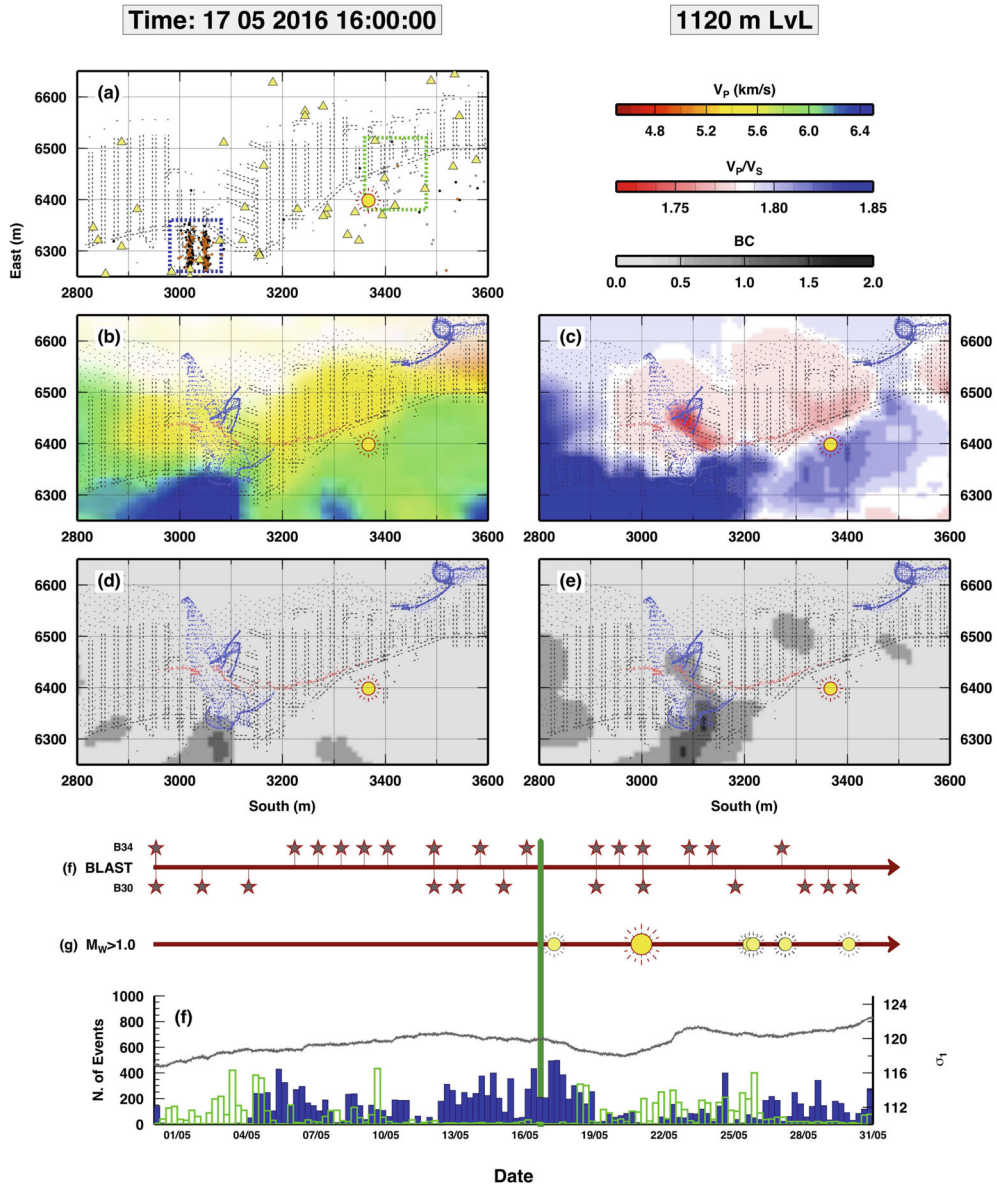 Time: 17 05 2016 16:00:00
1120 m LvL
(a)
6600
6500
6400
6300
East (m)
2800 3000 3200 3400 3600
VP (km/s)
4.8 5.2 5.6 6.0 6.4
VP/VS
1.75 1.80 1.85
BC
0.0 0.5 1.0 1.5 2.0
(b)
6600
6500
6400
6300
(c)
6600
6500
6400
6300
2800 3000 3200 3400 3600
2800 3000 3200 3400 3600
(d)
6600
6500
6400
6300
(e)
6600
6500
6400
6300
2800 3000 3200 3400 3600
2800 3000 3200 3400 3600
South (m)
South (m)
B34
(f) BLAST
B30
(g) MW>1.0
(f)
1000
800
600
400
200
0
N. of Events
124
120
116
112
σ1
01/05 04/05 07/05 10/05 13/05 16/05 19/05 22/05 25/05 28/05 31/05
Date